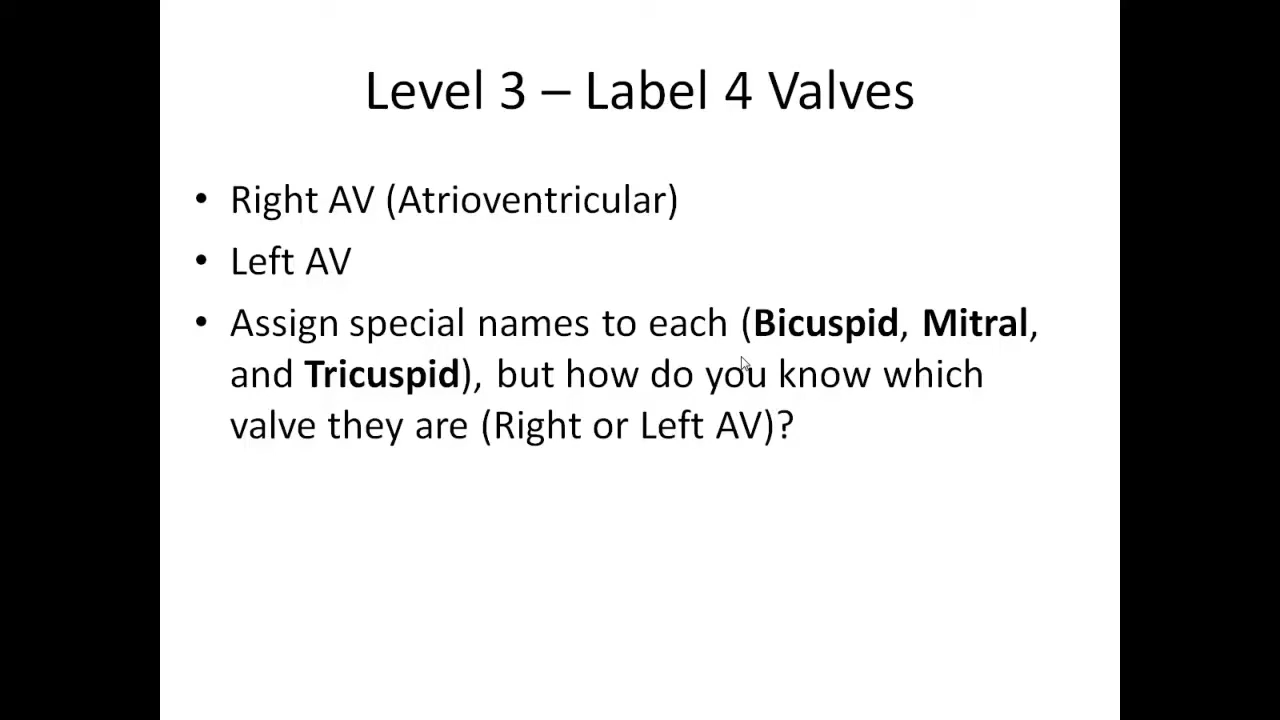 Level 3 – Label 4 Valves
• Right AV (Atrioventricular)
• Left AV
• Assign special names to each (Bicuspid, Mitral,
and Tricuspid), but how do you know which
valve they are (Right or Left AV)?